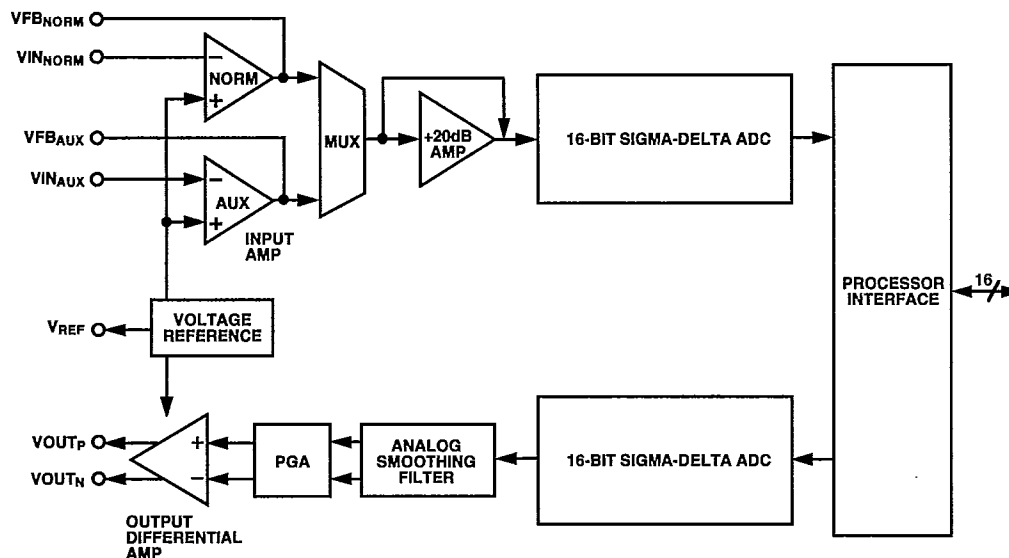 VFBNORM
VINNORM
−
NORM
+
VFBAUX
VINAUX
−
AUX
+
INPUT
AMP
MUX
+20dB
AMP
16-BIT SIGMA-DELTA ADC
PROCESSOR
INTERFACE
16
VREF
VOLTAGE
REFERENCE
VOUTP
VOUTN
+
−
OUTPUT
DIFFERENTIAL
AMP
PGA
ANALOG
SMOOTHING
FILTER
16-BIT SIGMA-DELTA ADC